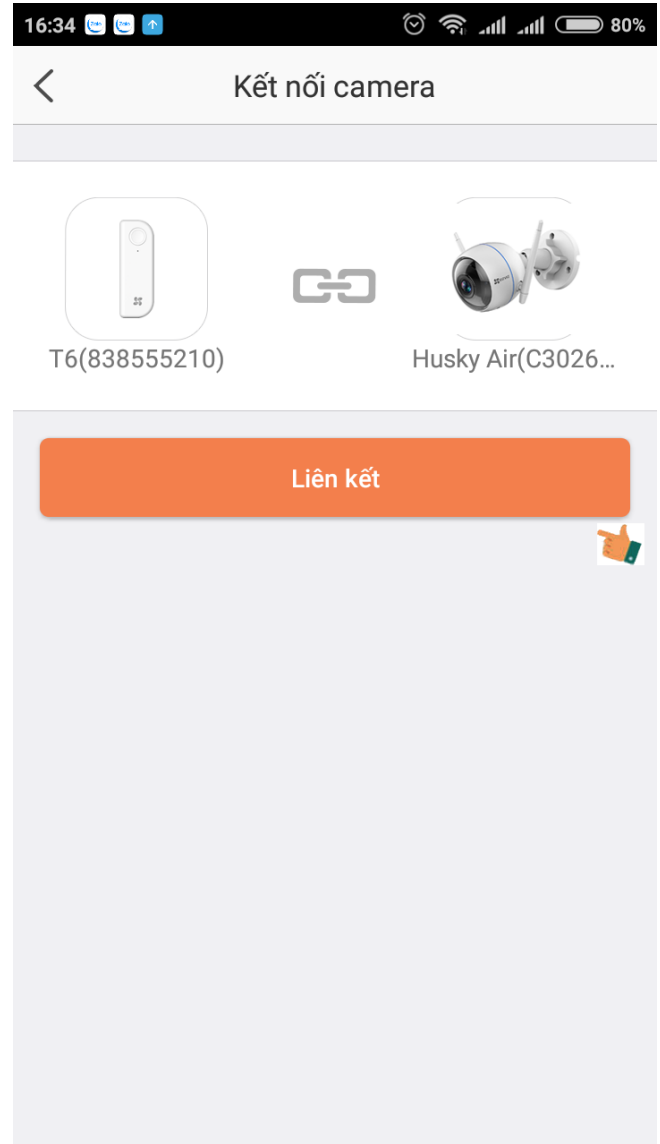 16:34 80%
Kết nối camera
T6(838555210) Husky Air(C3026...
Liên kết